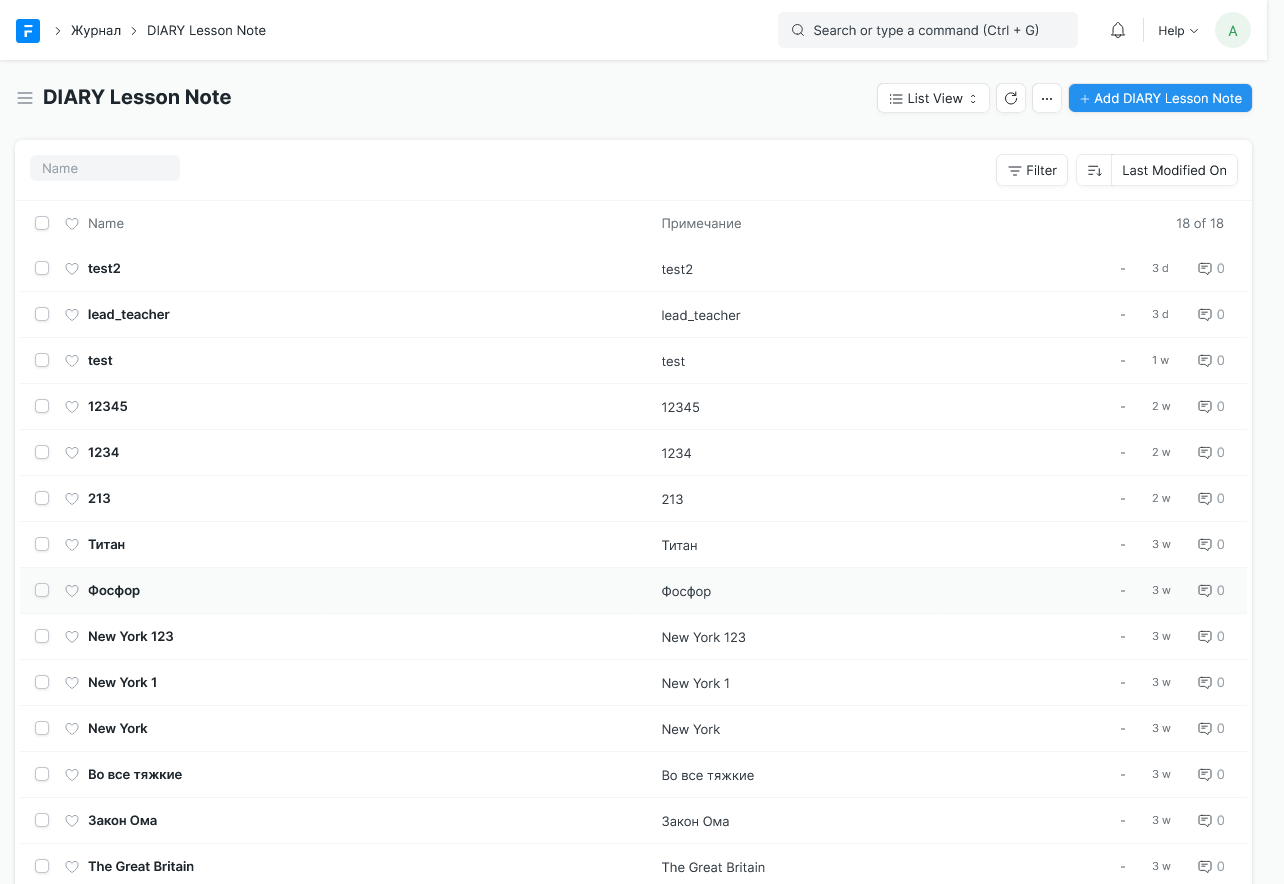 Журнал DIARY Lesson Note Search or type a command (Ctrl + G) Help A
DIARY Lesson Note List View ... + Add DIARY Lesson Note
Name Filter Last Modified On
Name Примечание 18 of 18
test2 test2 - 3 d 0
lead_teacher lead_teacher - 3 d 0
test test - 1 w 0
12345 12345 - 2 w 0
1234 1234 - 2 w 0
213 213 - 2 w 0
Титан Титан - 3 w 0
Фосфор Фосфор - 3 w 0
New York 123 New York 123 - 3 w 0
New York 1 New York 1 - 3 w 0
New York New York - 3 w 0
Во все тяжкие Во все тяжкие - 3 w 0
Закон Ома Закон Ома - 3 w 0
The Great Britain The Great Britain - 3 w 0